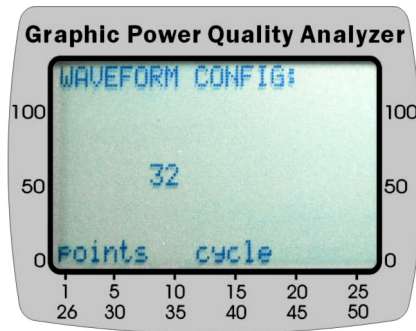 Graphic Power Quality Analyzer
WAVEFORM CONFIG:
100 100
32
50 50
points cycle
0 0
1 5 10 15 20 25
26 30 35 40 45 50